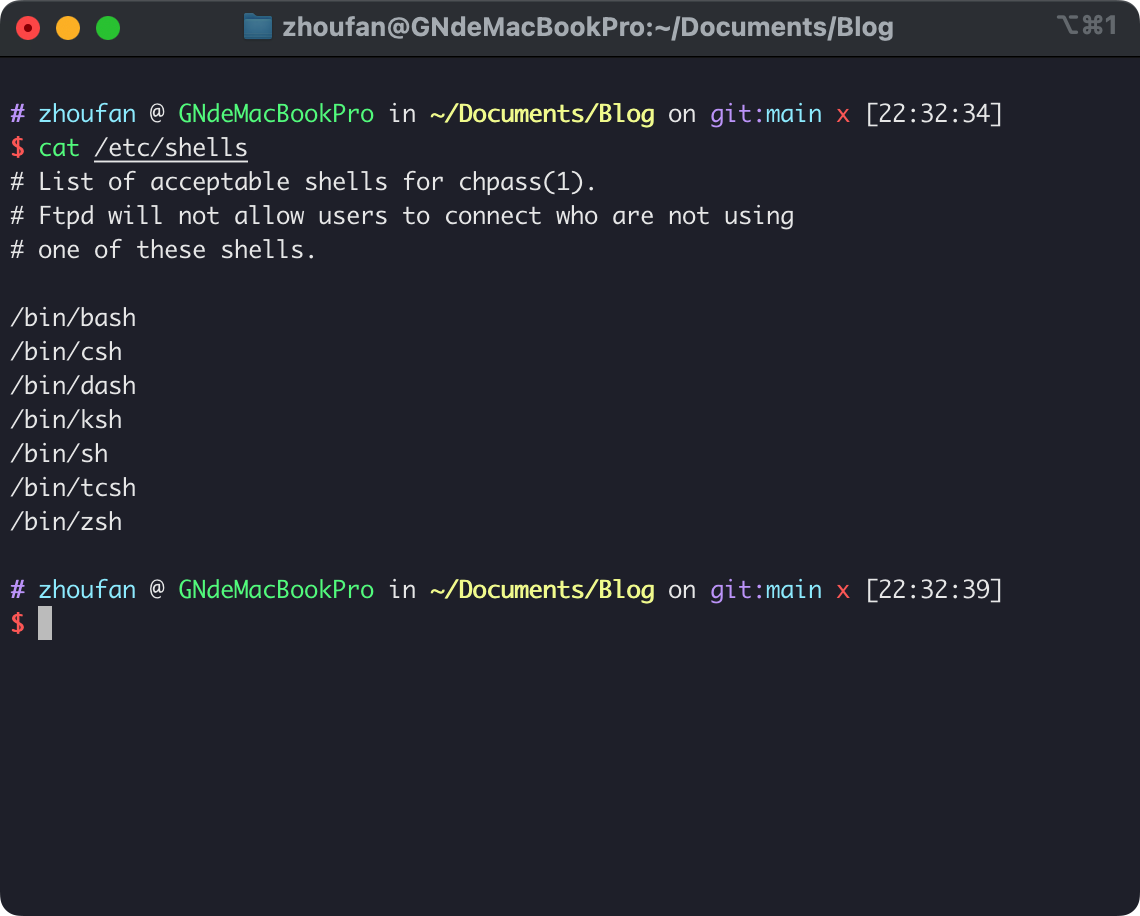 zhoufan@GNdeMacBookPro:~/Documents/Blog ⌥⌘1
# zhoufan @ GNdeMacBookPro in ~/Documents/Blog on git:main x [22:32:34]
$ cat /etc/shells
# List of acceptable shells for chpass(1).
# Ftpd will not allow users to connect who are not using
# one of these shells.
/bin/bash
/bin/csh
/bin/dash
/bin/ksh
/bin/sh
/bin/tcsh
/bin/zsh
# zhoufan @ GNdeMacBookPro in ~/Documents/Blog on git:main x [22:32:39]
$